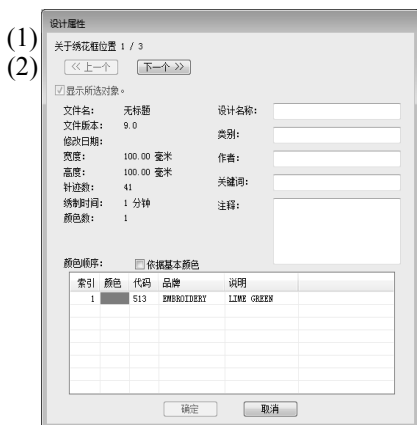 设计属性
(1) 关于绣花框位置 1 / 3
(2) << 上一个 下一个 >>
显示所选对象。
文件名: 无标题 设计名称:
文件版本: 9.0
修改日期: 类别:
宽度: 100.00 毫米 作者:
高度: 100.00 毫米
针迹数: 41 关键词:
绣制时间: 1 分钟 注释:
颜色数: 1
颜色顺序: 依据基本颜色
索引 颜色 代码 品牌 说明
1 513 EMBROIDERY LIME GREEN
确定 取消